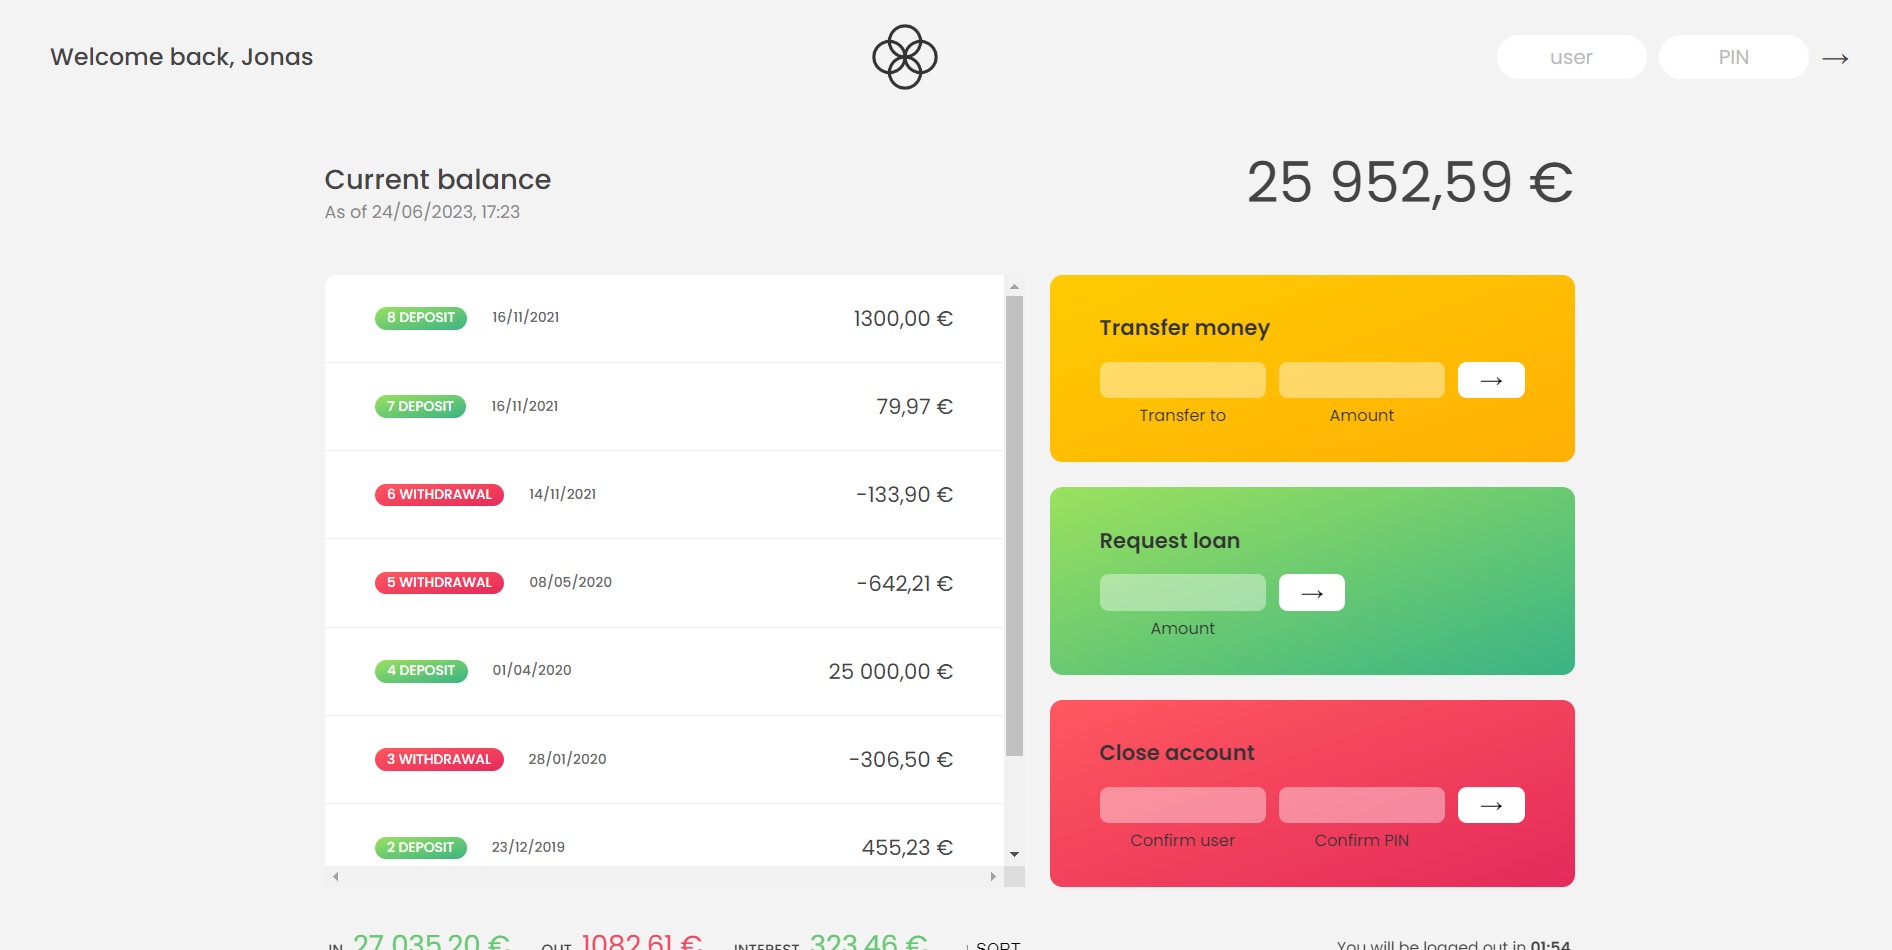 Welcome back, Jonas
user
PIN
→
Current balance
As of 24/06/2023, 17:23
25 952,59 €
8 DEPOSIT 16/11/2021 1300,00 €
7 DEPOSIT 16/11/2021 79,97 €
6 WITHDRAWAL 14/11/2021 -133,90 €
5 WITHDRAWAL 08/05/2020 -642,21 €
4 DEPOSIT 01/04/2020 25 000,00 €
3 WITHDRAWAL 28/01/2020 -306,50 €
2 DEPOSIT 23/12/2019 455,23 €
Transfer money
→
Transfer to Amount
Request loan
→
Amount
Close account
→
Confirm user Confirm PIN
IN 27 035,20 € OUT 1082,61 € INTEREST 323,46 € ↓ SORT
You will be logged out in 01:54